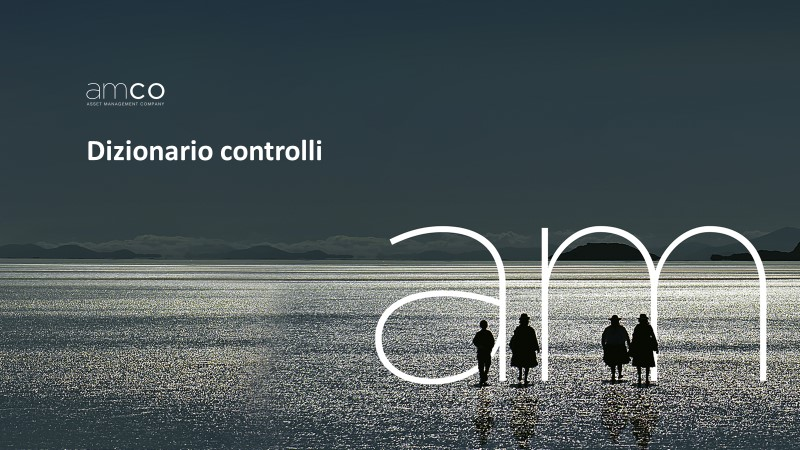 amco
ASSET MANAGEMENT COMPANY
Dizionario controlli
am